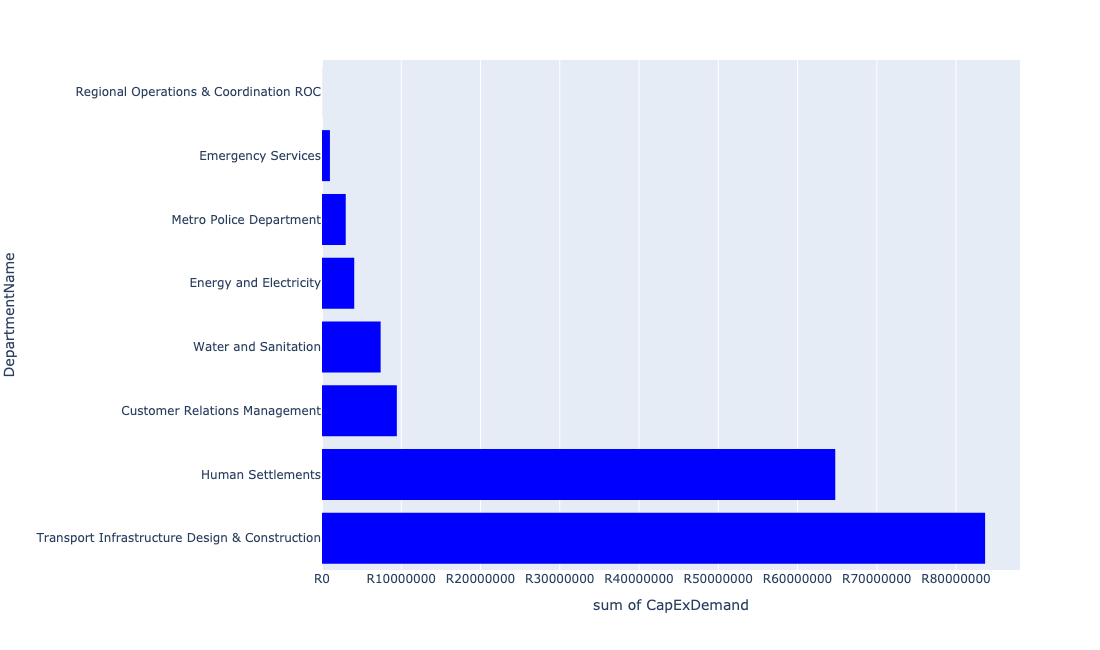 DepartmentName
Regional Operations & Coordination ROC
Emergency Services
Metro Police Department
Energy and Electricity
Water and Sanitation
Customer Relations Management
Human Settlements
Transport Infrastructure Design & Construction
R0 R10000000 R20000000 R30000000 R40000000 R50000000 R60000000 R70000000 R80000000
sum of CapExDemand